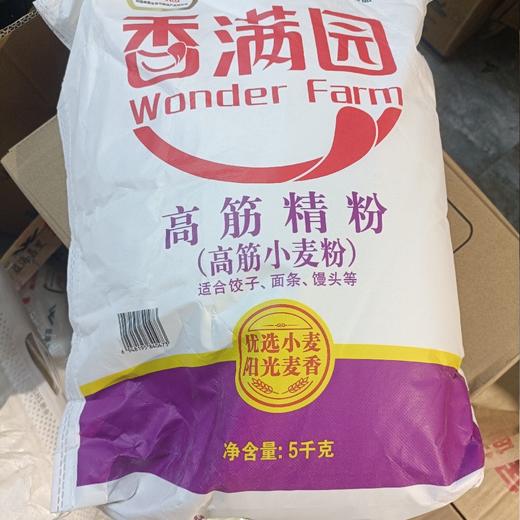 香满园
Wonder Farm
高筋精粉
(高筋小麦粉)
适合饺子、面条、馒头等
优选小麦
阳光麦香
净含量:5千克